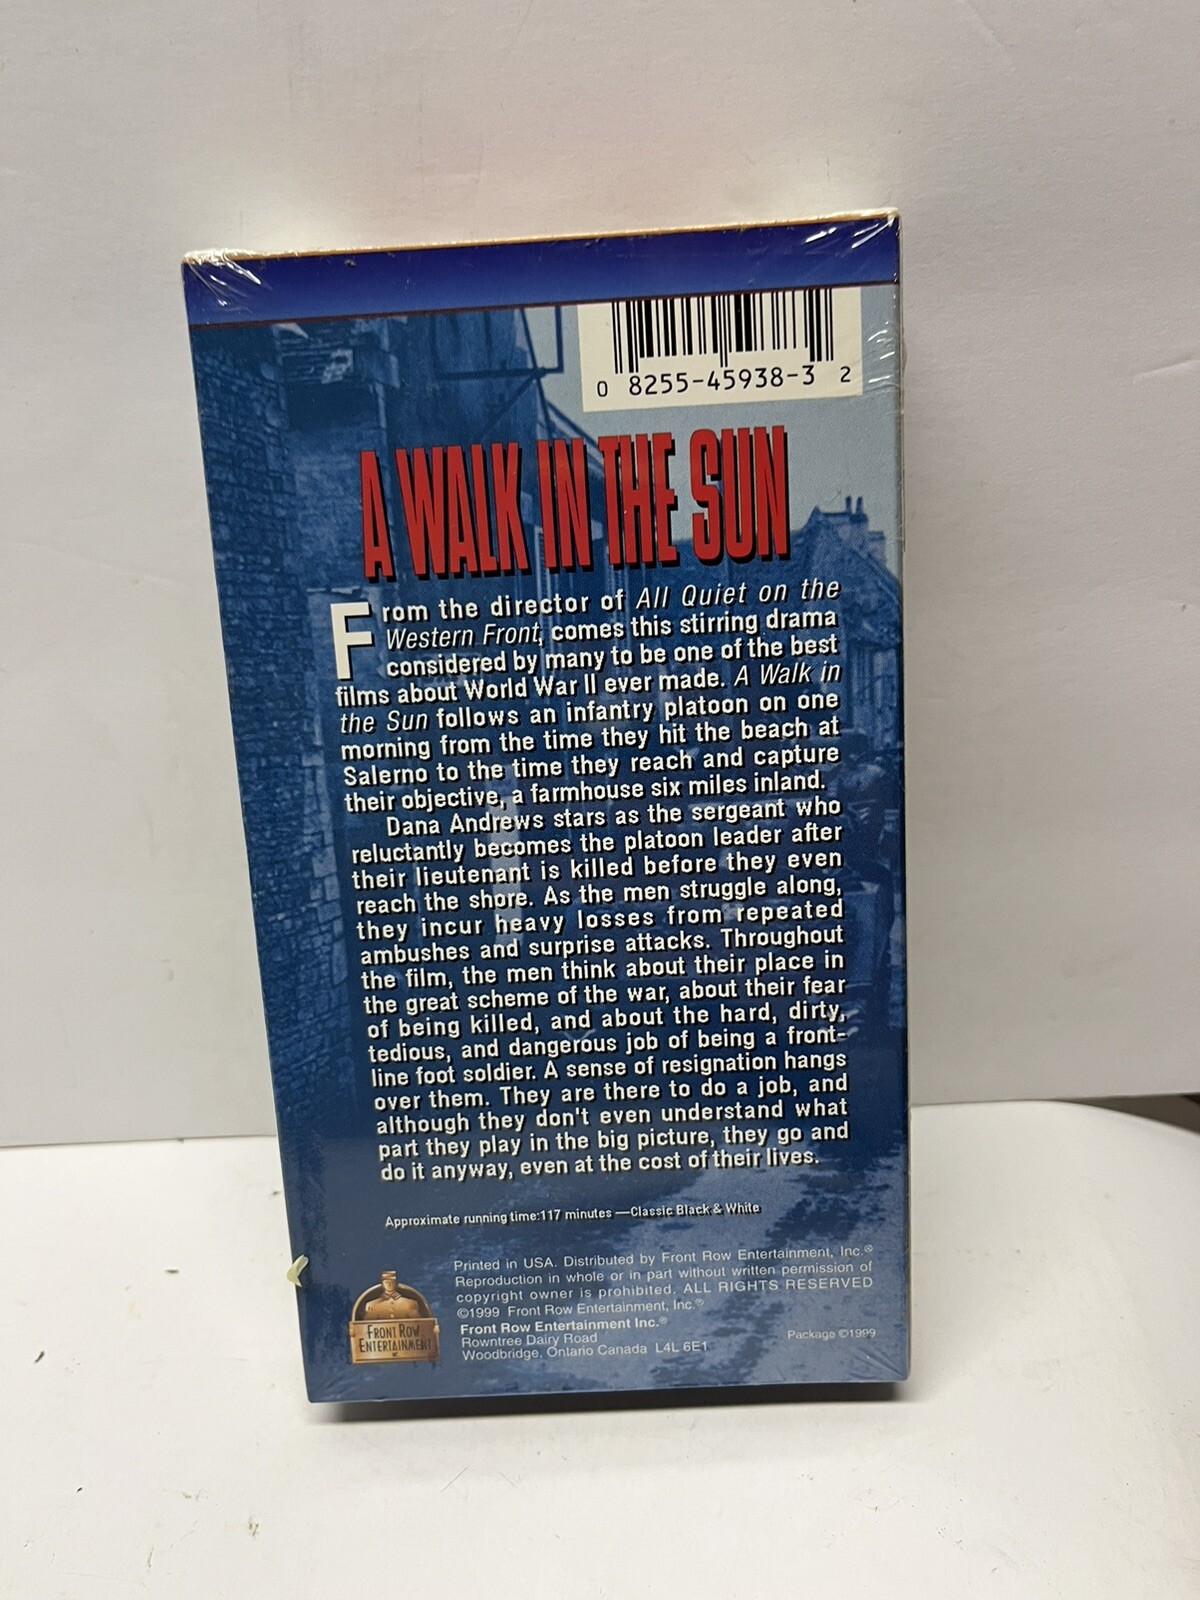 0 8255-45938-3 2
A WALK IN THE SUN
From the director of All Quiet on the
Western Front, comes this stirring drama
considered by many to be one of the best
films about World War II ever made. A Walk in
the Sun follows an infantry platoon on one
morning from the time they hit the beach at
Salerno to the time they reach and capture
their objective, a farmhouse six miles inland.
Dana Andrews stars as the sergeant who
reluctantly becomes the platoon leader after
their lieutenant is killed before they even
reach the shore. As the men struggle along,
they incur heavy losses from repeated
ambushes and surprise attacks. Throughout
the film, the men think about their place in
the great scheme of the war, about their fear
of being killed, and about the hard, dirty,
tedious, and dangerous job of being a front-
line foot soldier. A sense of resignation hangs
over them. They are there to do a job, and
although they don't even understand what
part they play in the big picture, they go and
do it anyway, even at the cost of their lives.
Approximate running time:117 minutes —Classic Black & White
Printed in USA. Distributed by Front Row Entertainment, Inc.®
Reproduction in whole or in part without written permission of
copyright owner is prohibited. ALL RIGHTS RESERVED
©1999 Front Row Entertainment, Inc.®
Front Row Entertainment Inc.®
Rowntree Dairy Road
Woodbridge, Ontario Canada L4L 6E1
Package ©1999
FRONT ROW
ENTERTAINMENT